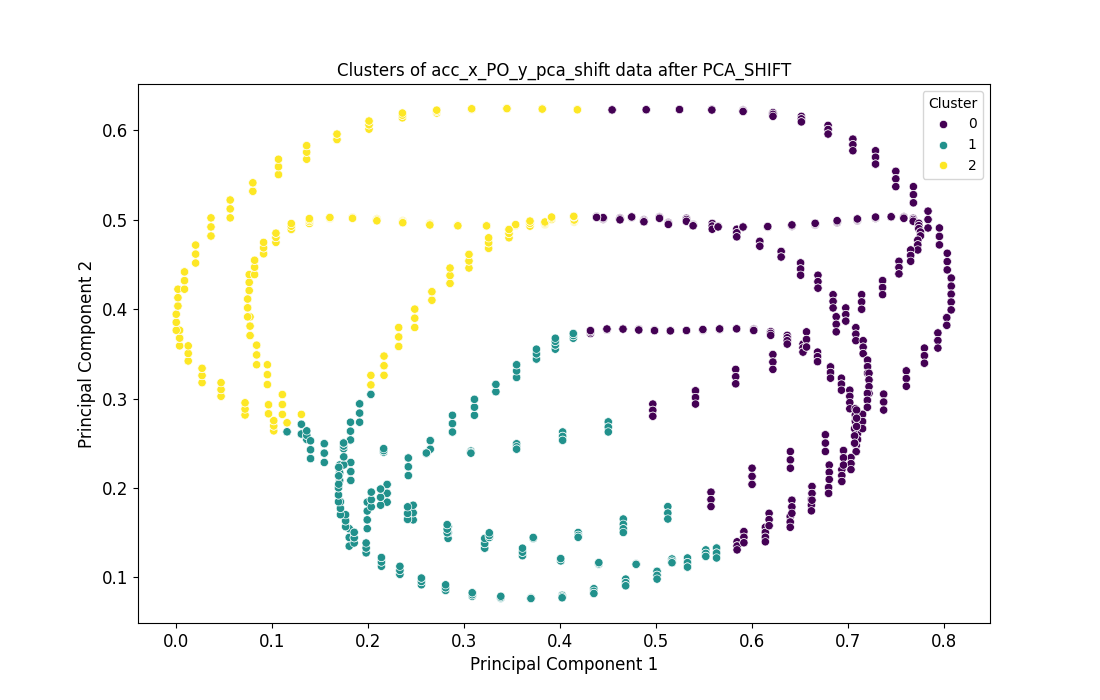 Clusters of acc_x_PO_y_pca_shift data after PCA_SHIFT
Cluster
0
1
2
0.6
0.5
0.4
0.3
0.2
0.1
Principal Component 2
0.0 0.1 0.2 0.3 0.4 0.5 0.6 0.7 0.8
Principal Component 1